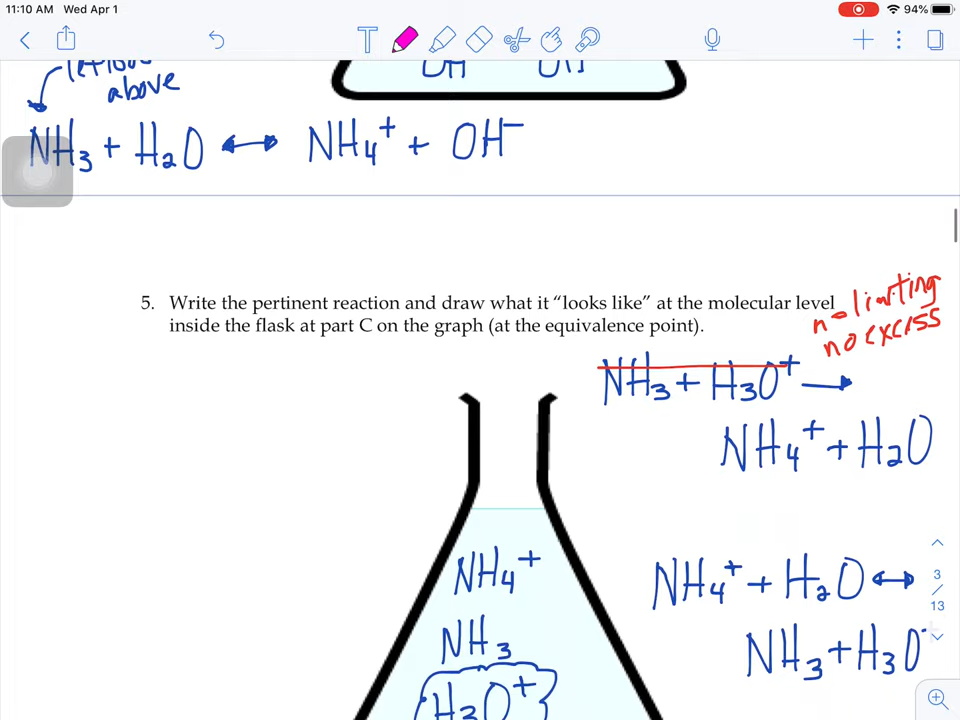 11:10 AM Wed Apr 1
94%
above
NH₃ + H₂O ↔ NH₄⁺ + OH⁻
5. Write the pertinent reaction and draw what it “looks like” at the molecular level
inside the flask at part C on the graph (at the equivalence point).
no limiting
no excess
NH₃ + H₃O⁺ →
NH₄⁺ + H₂O
NH₄⁺
NH₃
H₃O⁺
NH₄⁺ + H₂O ↔
NH₃ + H₃O⁺
3
/
13